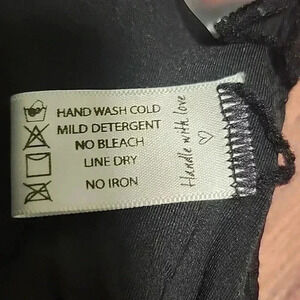 HAND WASH COLD
MILD DETERGENT
NO BLEACH
LINE DRY
NO IRON
Handle with love